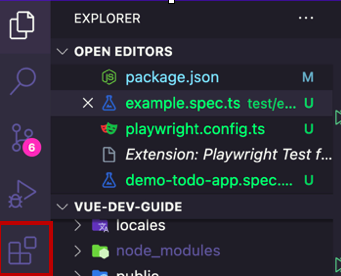 EXPLORER
OPEN EDITORS
package.json M
example.spec.ts test/e... U
playwright.config.ts U
6
Extension: Playwright Test f...
demo-todo-app.spec.... U
VUE-DEV-GUIDE
locales
node_modules
public